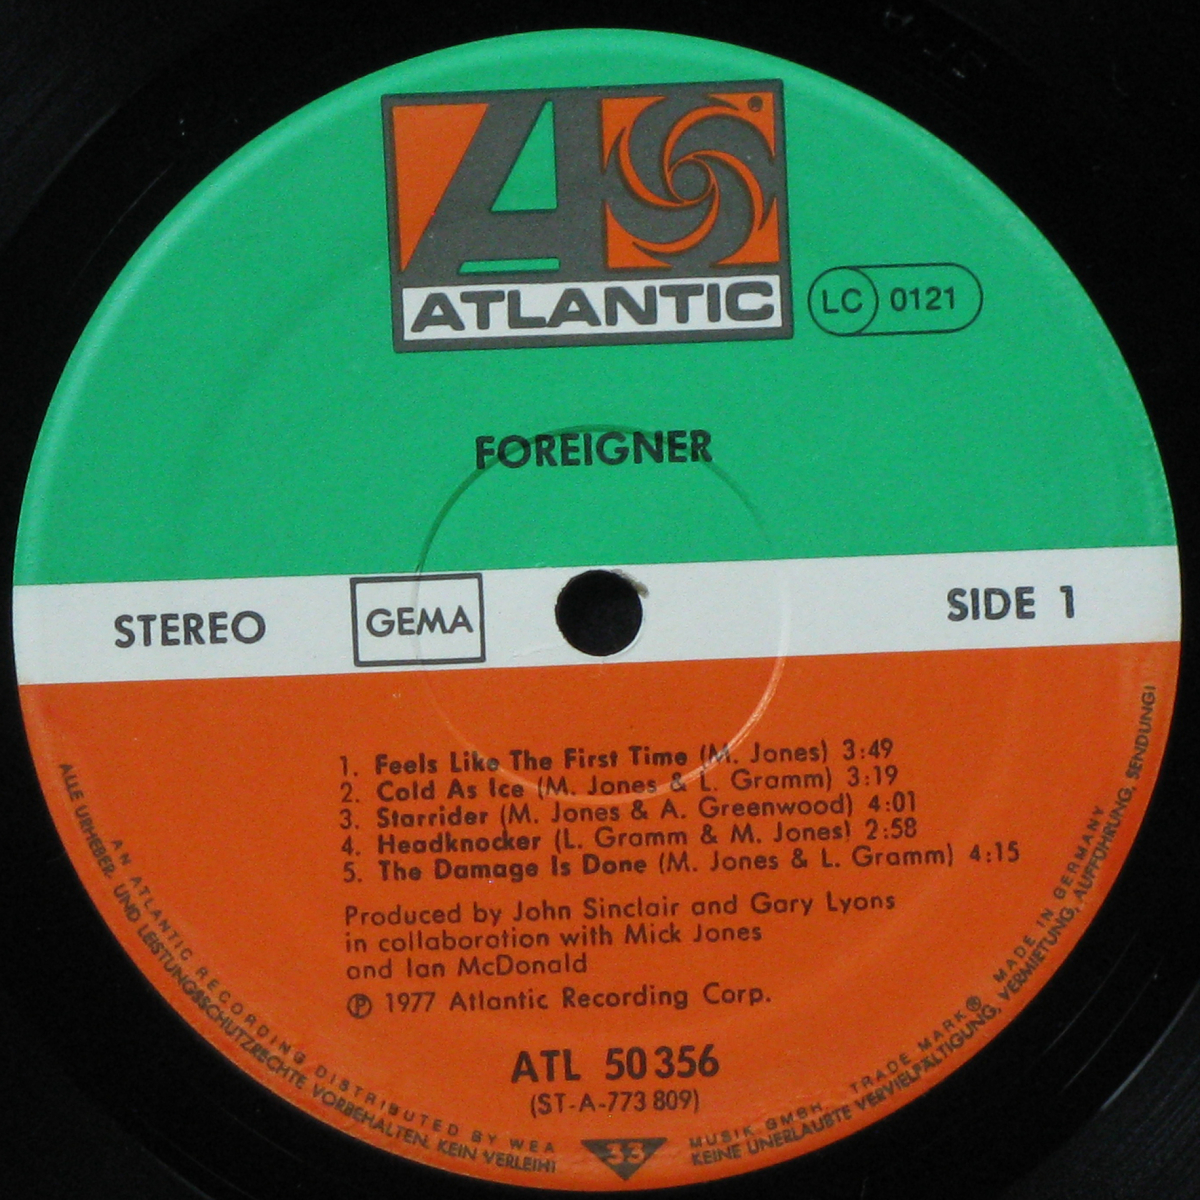 ATLANTIC
LC 0121
FOREIGNER
STEREO GEMA SIDE 1
1. Feels Like The First Time (M. Jones) 3:49
2. Cold As Ice (M. Jones & L. Gramm) 3:19
3. Starrider (M. Jones & A. Greenwood) 4:01
4. Headknocker (L. Gramm & M. Jones) 2:58
5. The Damage Is Done (M. Jones & L. Gramm) 4:15
Produced by John Sinclair and Gary Lyons
in collaboration with Mick Jones
and Ian McDonald
℗ 1977 Atlantic Recording Corp.
ATL 50 356
(ST-A-773 809)
33
AN ATLANTIC RECORDING DISTRIBUTED BY WEA MUSIK GMBH. TRADE MARK® MADE IN GERMANY
ALLE URHEBER- UND LEISTUNGSSCHUTZRECHTE VORBEHALTEN. KEIN VERLEIH! KEINE UNERLAUBTE VERVIELFÄLTIGUNG, VERMIETUNG, AUFFÜHRUNG, SENDUNG!